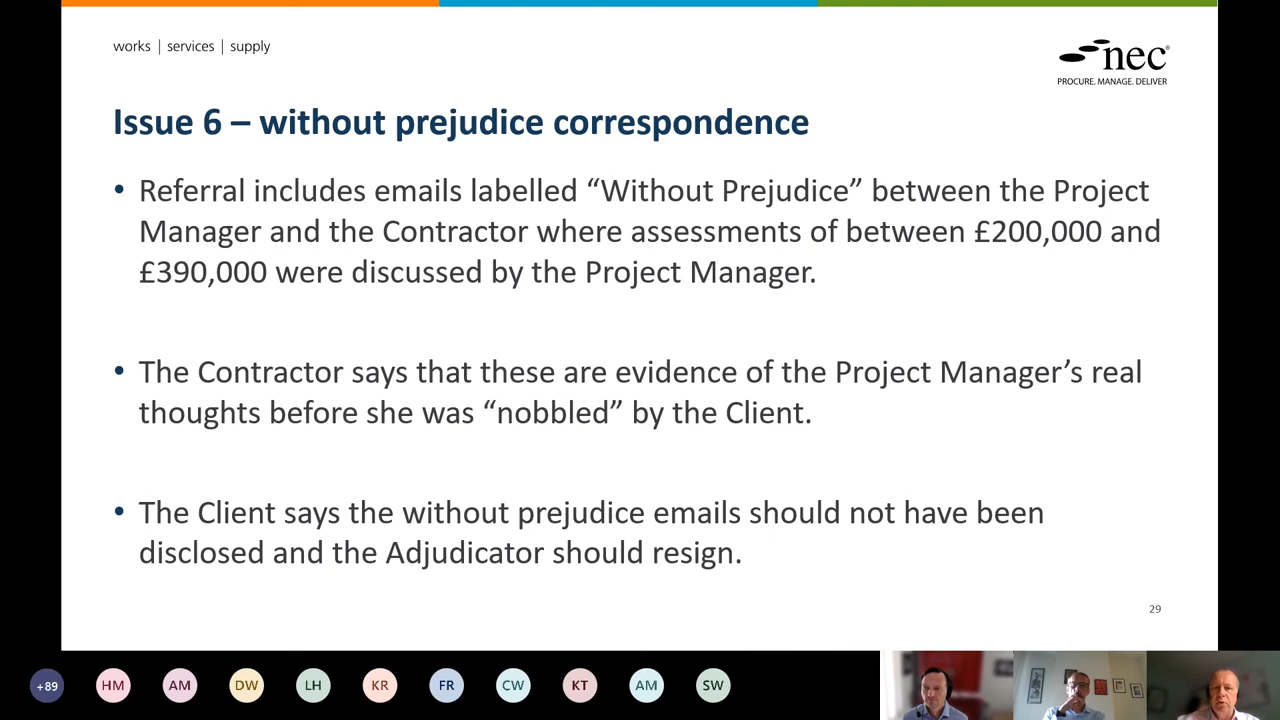 works | services | supply
nec®
PROCURE. MANAGE. DELIVER
Issue 6 – without prejudice correspondence
• Referral includes emails labelled “Without Prejudice” between the Project
Manager and the Contractor where assessments of between £200,000 and
£390,000 were discussed by the Project Manager.
• The Contractor says that these are evidence of the Project Manager’s real
thoughts before she was “nobbled” by the Client.
• The Client says the without prejudice emails should not have been
disclosed and the Adjudicator should resign.
29
+89 HM AM DW LH KR FR CW KT AM SW